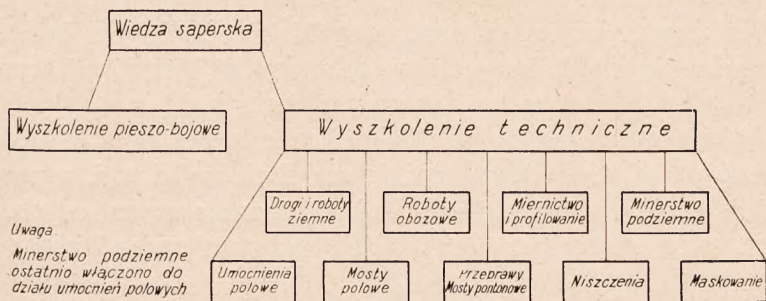 Wiedza saperska
Wyszkolenie pieszo-bojowe
Wyszkolenie techniczne
Drogi i roboty
ziemne
Roboty
obozowe
Miernictwo
i profilowanie
Minerstwo
podziemne
Uwaga
Minerstwo podziemne
ostatnio włączono do
działu umocnień polowych
Umocnienia
polowe
Mosty
polowe
Przeprawy
Mosty pontonowe
Niszczenia
Maskowanie